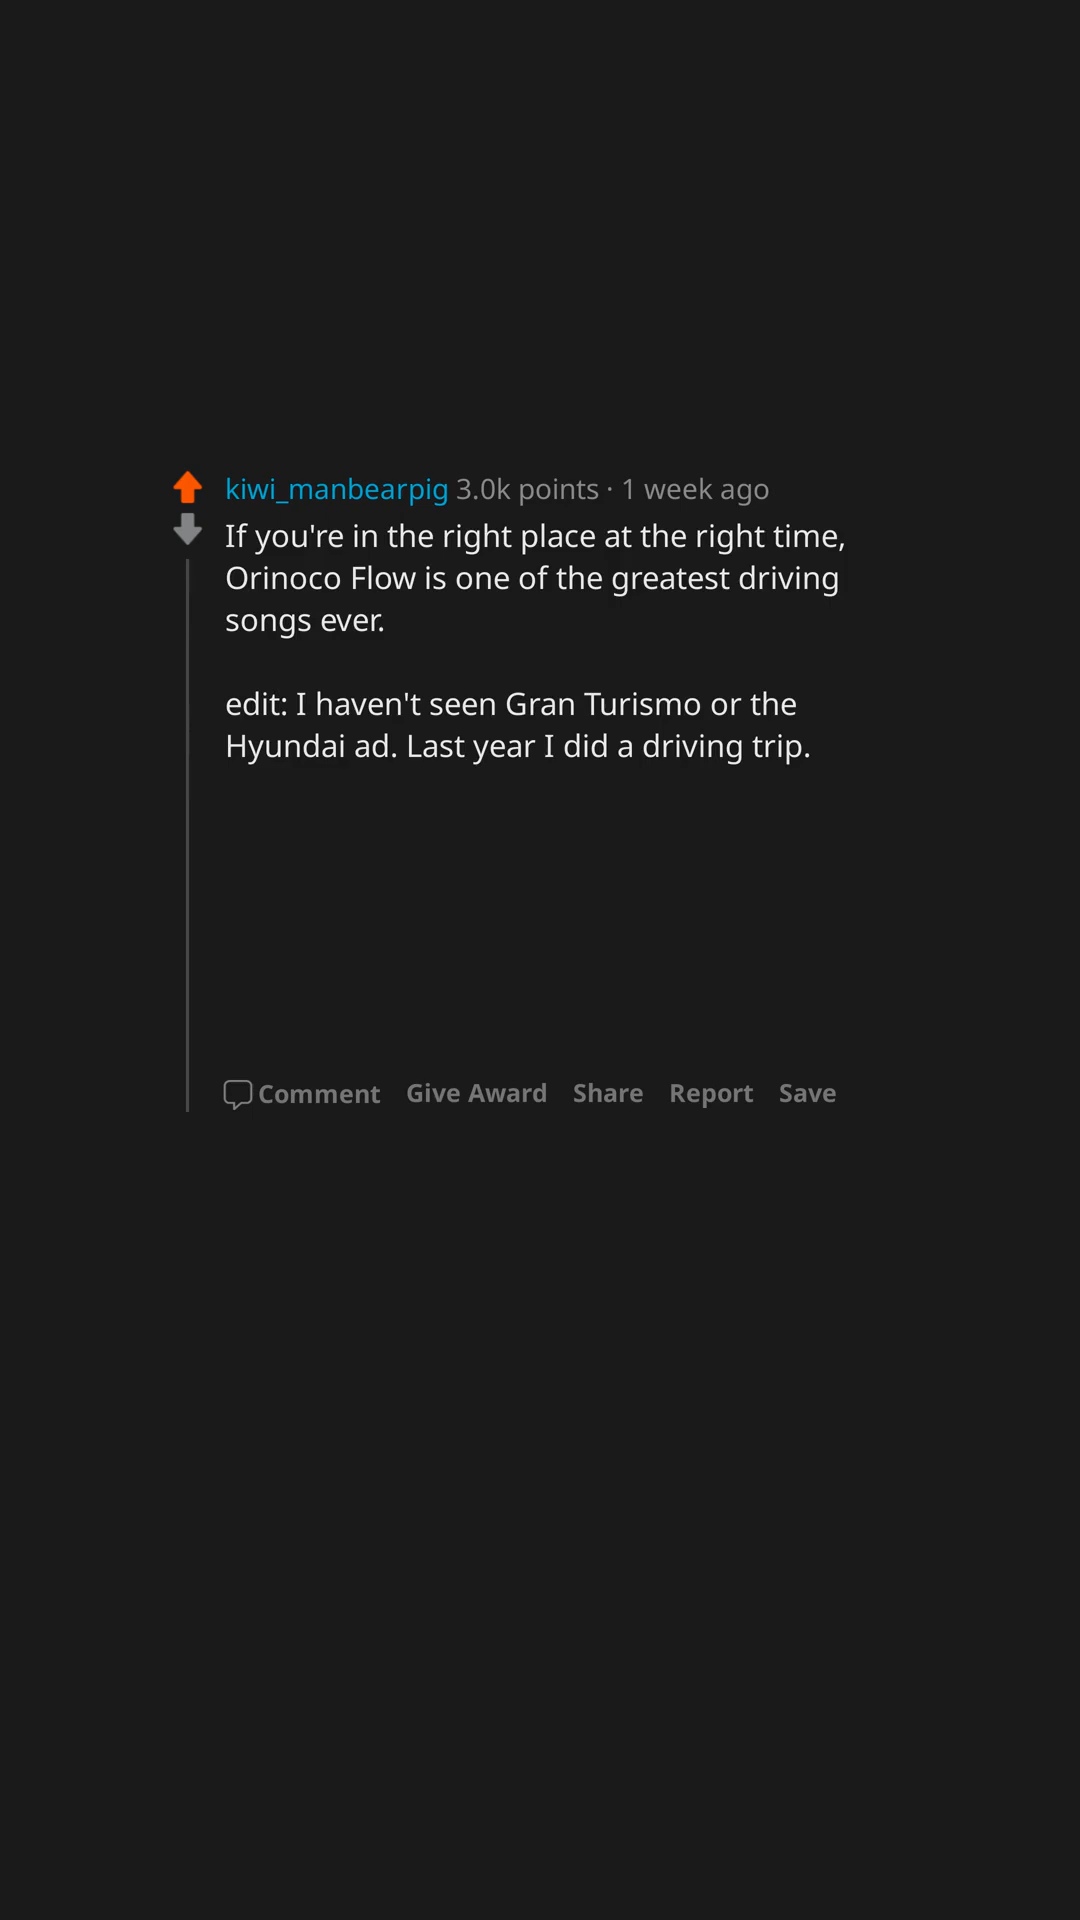 kiwi_manbearpig 3.0k points · 1 week ago
If you're in the right place at the right time,
Orinoco Flow is one of the greatest driving
songs ever.
edit: I haven't seen Gran Turismo or the
Hyundai ad. Last year I did a driving trip.
Comment Give Award Share Report Save